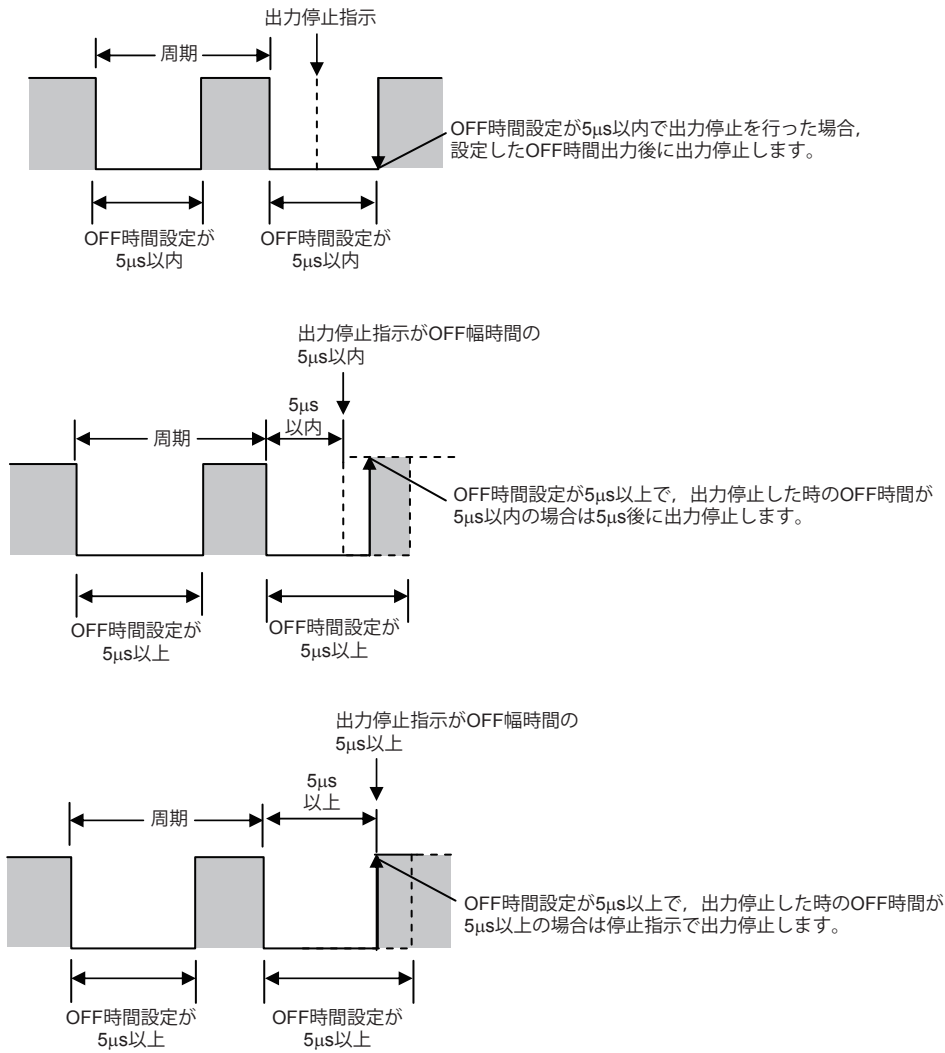 出力停止指示
周期
OFF時間設定が5μs以内で出力停止を行った場合,
設定したOFF時間出力後に出力停止します。
OFF時間設定が
5μs以内
OFF時間設定が
5μs以内
出力停止指示がOFF幅時間の
5μs以内
5μs
以内
周期
OFF時間設定が5μs以上で,出力停止した時のOFF時間が
5μs以内の場合は5μs後に出力停止します。
OFF時間設定が
5μs以上
OFF時間設定が
5μs以上
出力停止指示がOFF幅時間の
5μs以上
5μs
以上
周期
OFF時間設定が5μs以上で,出力停止した時のOFF時間が
5μs以上の場合は停止指示で出力停止します。
OFF時間設定が
5μs以上
OFF時間設定が
5μs以上